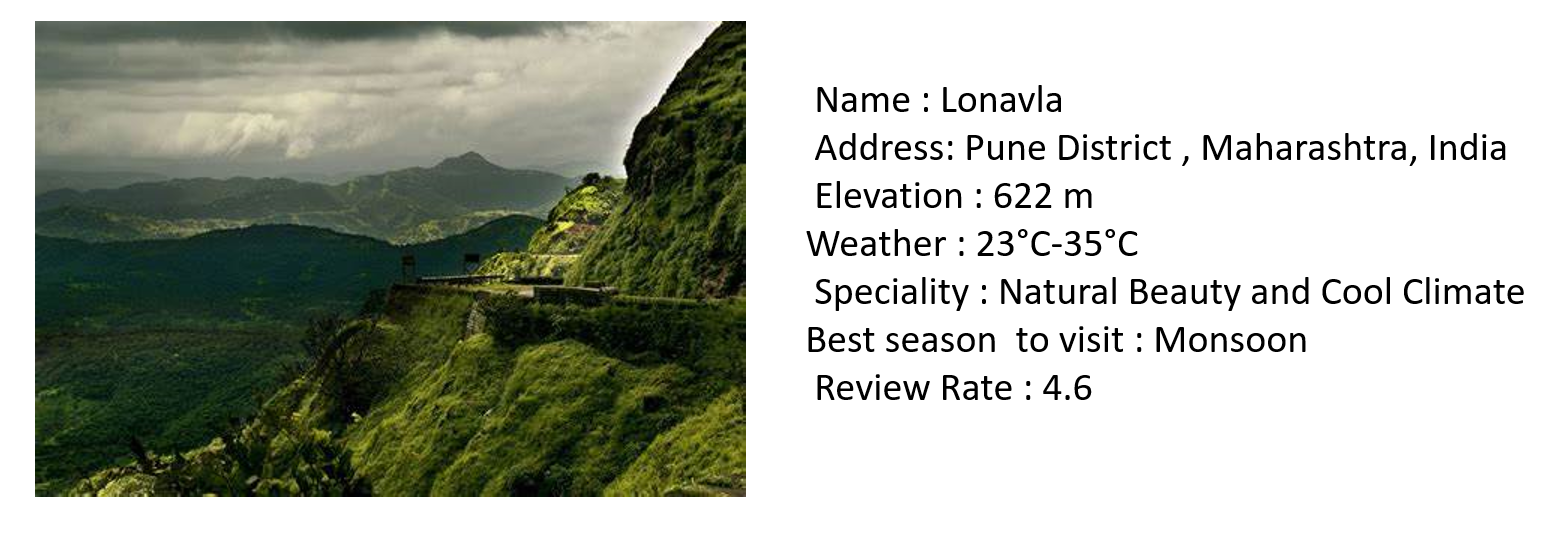 Name : Lonavla
Address: Pune District , Maharashtra, India
Elevation : 622 m
Weather : 23°C-35°C
Speciality : Natural Beauty and Cool Climate
Best season  to visit : Monsoon
Review Rate : 4.6